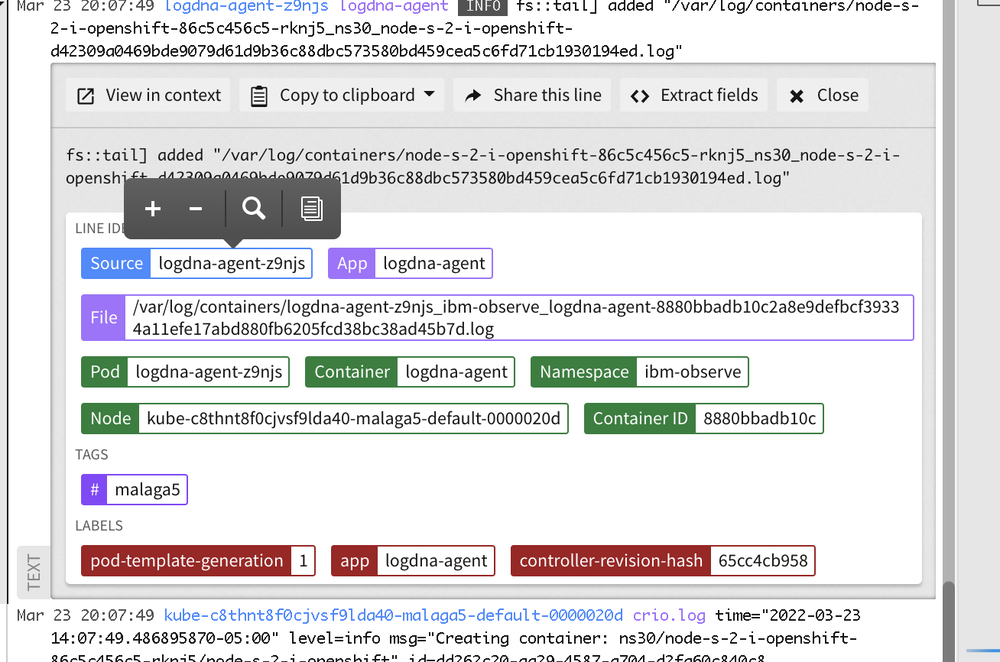 Mar 23 20:07:49 logdna-agent-z9njs logdna-agent INFO fs::tail] added "/var/log/containers/node-s-
2-i-openshift-86c5c456c5-rknj5_ns30_node-s-2-i-openshift-
d42309a0469bde9079d61d9b36c88dbc573580bd459cea5c6fd71cb1930194ed.log"
View in context Copy to clipboard Share this line Extract fields Close
fs::tail] added "/var/log/containers/node-s-2-i-openshift-86c5c456c5-rknj5_ns30_node-s-2-i-
openshift-d42309a0469bde9079d61d9b36c88dbc573580bd459cea5c6fd71cb1930194ed.log"
LINE IDE
Source logdna-agent-z9njs App logdna-agent
File /var/log/containers/logdna-agent-z9njs_ibm-observe_logdna-agent-8880bbadb10c2a8e9defbcf3933
4a11efe17abd880fb6205fcd38bc38ad45b7d.log
Pod logdna-agent-z9njs Container logdna-agent Namespace ibm-observe
Node kube-c8thnt8f0cjvsf9lda40-malaga5-default-0000020d Container ID 8880bbadb10c
TAGS
# malaga5
LABELS
pod-template-generation 1 app logdna-agent controller-revision-hash 65cc4cb958
TEXT
Mar 23 20:07:49 kube-c8thnt8f0cjvsf9lda40-malaga5-default-0000020d crio.log time="2022-03-23
14:07:49.486895870-05:00" level=info msg="Creating container: ns30/node-s-2-i-openshift-
86c5c456c5-rknj5/node-s-2-i-openshift" id=dd262c20-aa29-4587-a704-d2fa60c840c8